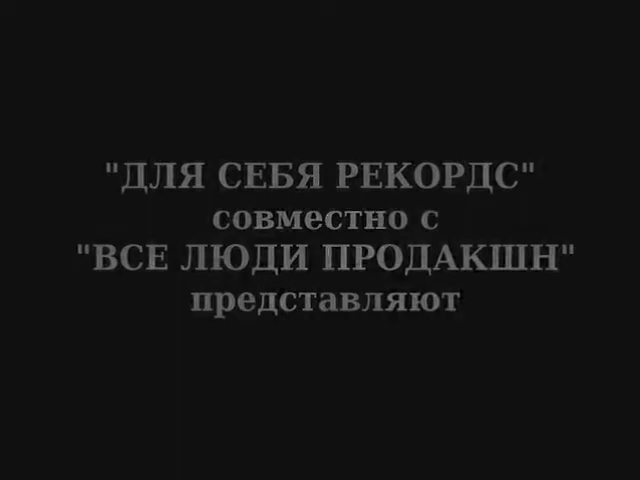 "ДЛЯ СЕБЯ РЕКОРДС"
совместно с
"ВСЕ ЛЮДИ ПРОДАКШН"
представляют